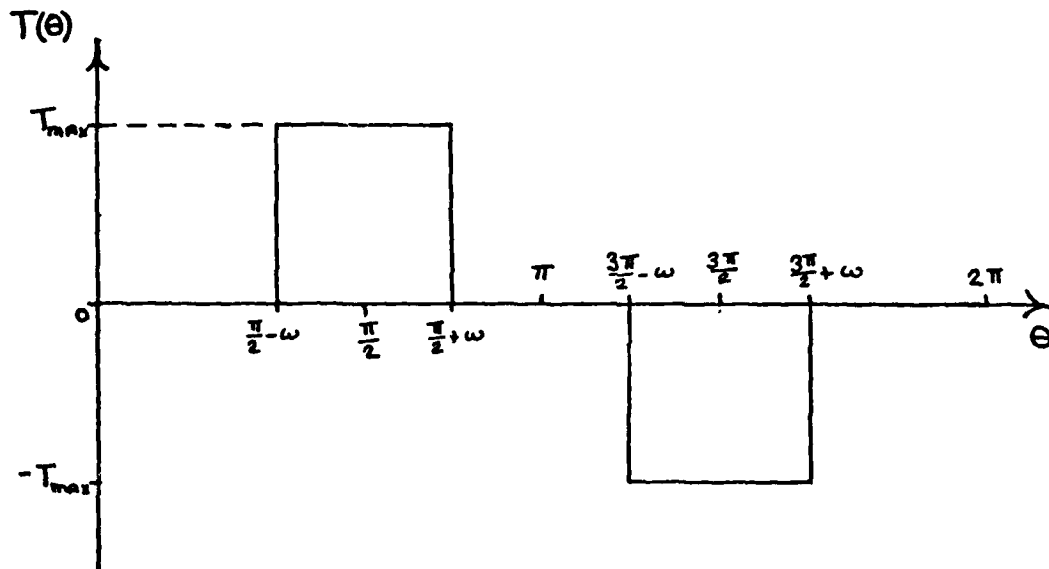 T(θ)
Tmax
π
3π/2 - ω
3π/2
3π/2 + ω
2π
0
π/2 - ω
π/2
π/2 + ω
θ
-Tmax